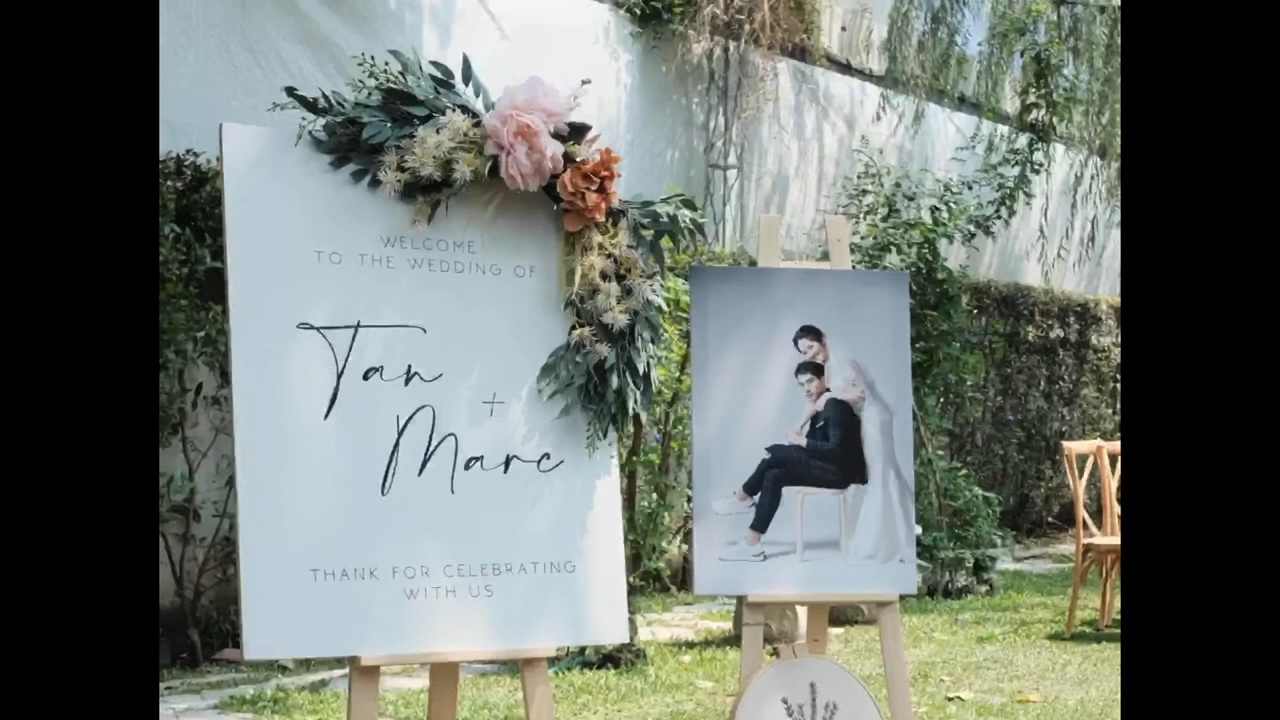 WELCOME
TO THE WEDDING OF
Tan
+
Marc
THANK FOR CELEBRATING
WITH US